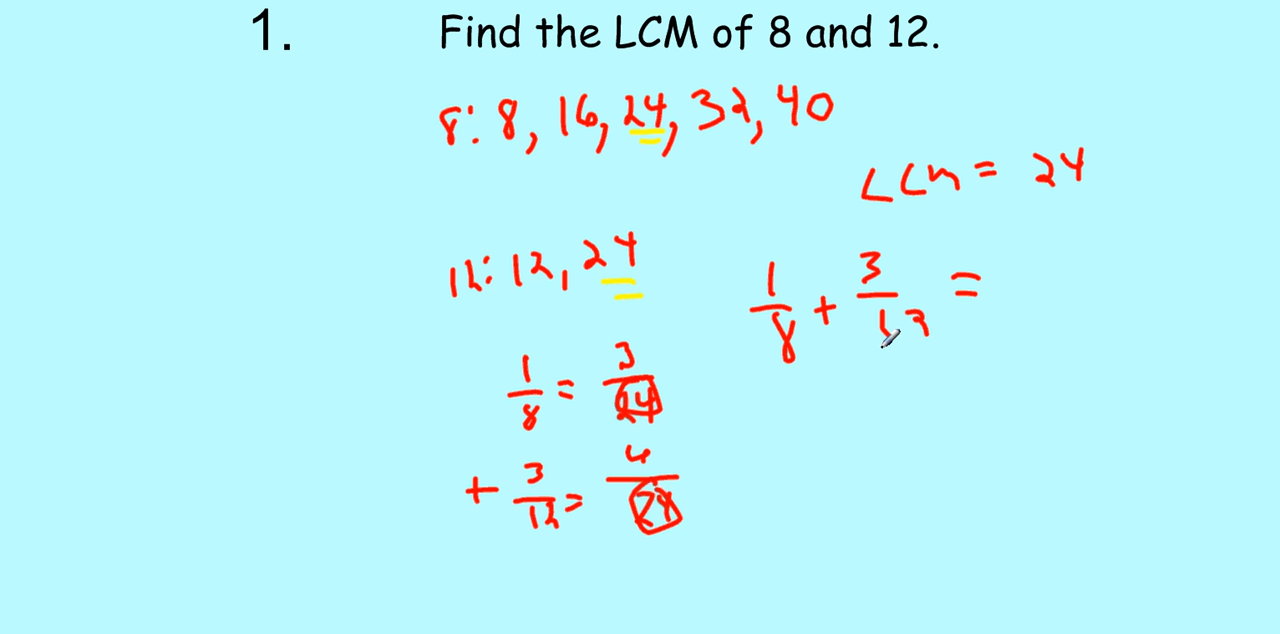 1. Find the LCM of 8 and 12.
8: 8, 16, 24, 32, 40
LCM = 24
12: 12, 24
1/8 + 3/12 =
1/8 = 3/24
+ 3/12 = 6/24